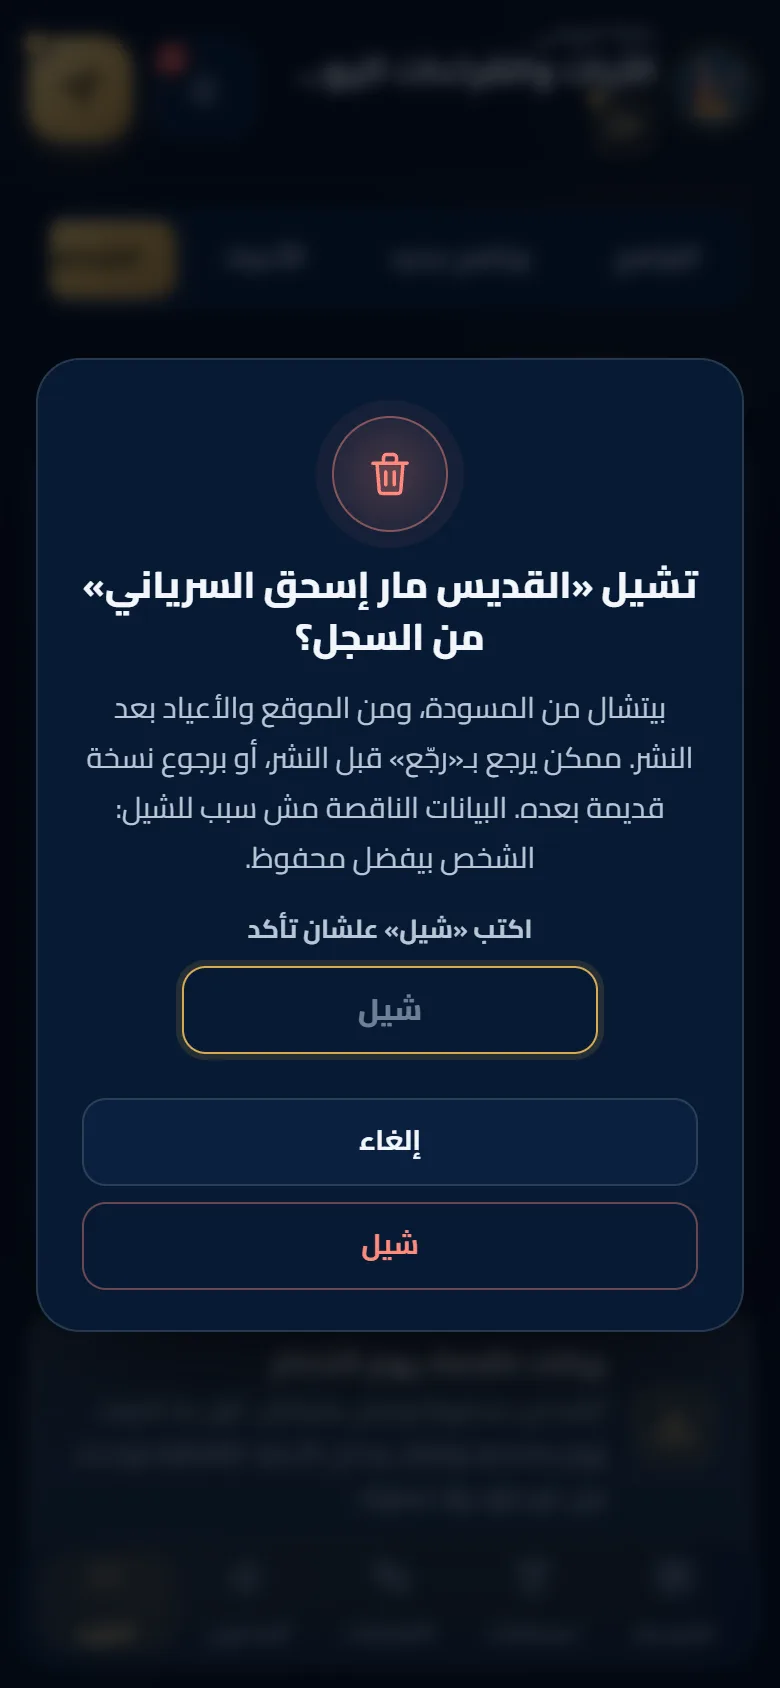 تشيل «القديس مار إسحق السرياني»
من السجل؟
بيتشال من المسودة، ومن الموقع والأعياد بعد
النشر. ممكن يرجع بـ«رجّع» قبل النشر، أو برجوع نسخة
قديمة بعده. البيانات الناقصة مش سبب للشيل:
الشخص بيفضل محفوظ.
اكتب «شيل» علشان تأكد
شيل
إلغاء
شيل